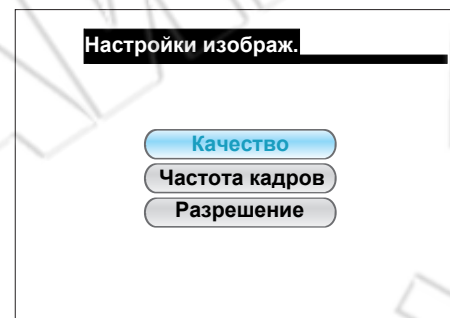 Настройки изображ.
Качество
Частота кадров
Разрешение